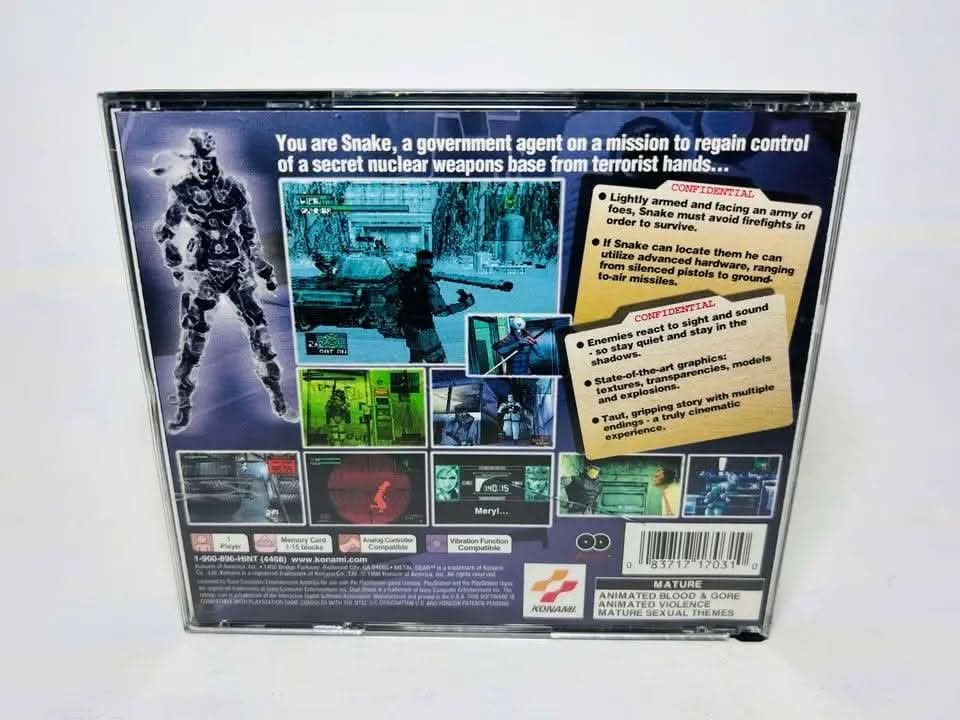 You are Snake, a government agent on a mission to regain control
of a secret nuclear weapons base from terrorist hands...
CONFIDENTIAL
● Lightly armed and facing an army of
foes, Snake must avoid firefights in
order to survive.
● If Snake can locate them he can
utilize advanced hardware, ranging
from silenced pistols to ground-
to-air missiles.
CONFIDENTIAL
● Enemies react to sight and sound
- so stay quiet and stay in the
shadows.
● State-of-the-art graphics:
textures, transparencies, models
and explosions.
● Taut, gripping story with multiple
endings - a truly cinematic
experience.
LIFE
140.15
Meryl...
1
Player
Memory Card
1-15 blocks
Analog Controller
Compatible
Vibration Function
Compatible
1-900-896-HINT (4468) www.konami.com
0 83717 17031 0
KONAMI
MATURE
ANIMATED BLOOD & GORE
ANIMATED VIOLENCE
MATURE SEXUAL THEMES